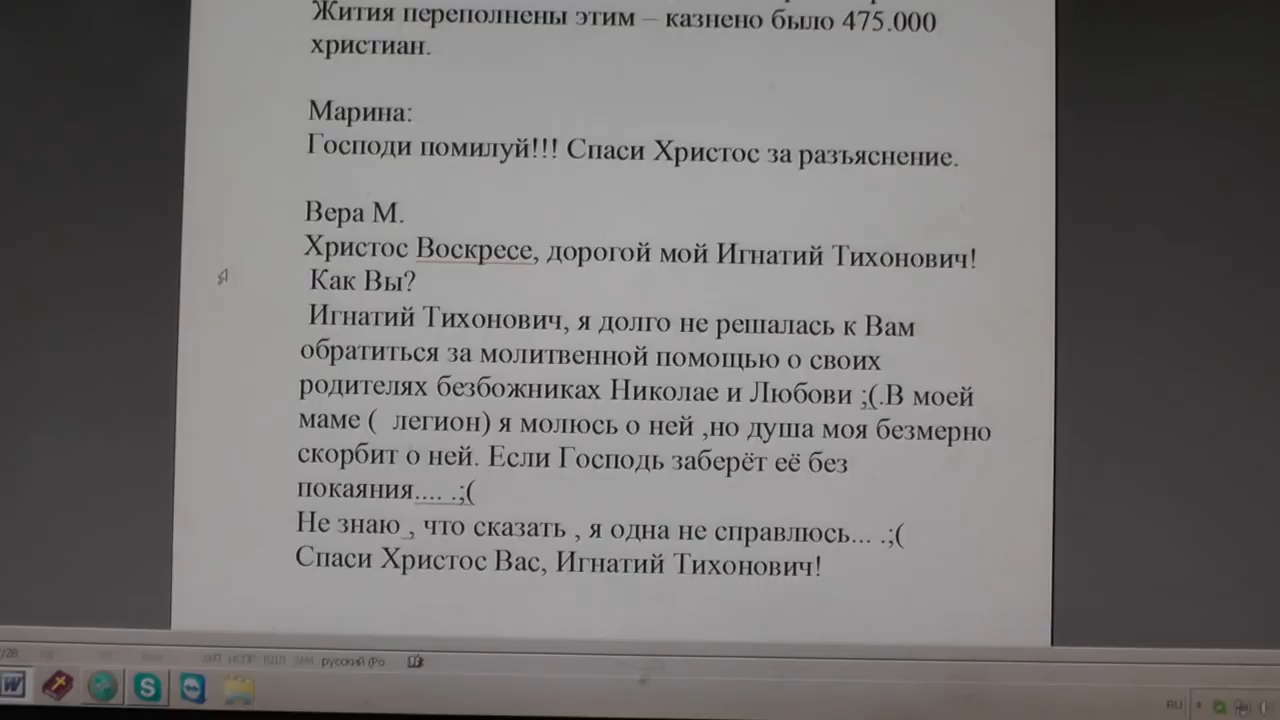 Жития переполнены этим – казнено было 475.000
христиан.
Марина:
Господи помилуй!!! Спаси Христос за разъяснение.
Вера М.
Христос Воскресе, дорогой мой Игнатий Тихонович!
Как Вы?
Игнатий Тихонович, я долго не решалась к Вам
обратиться за молитвенной помощью о своих
родителях безбожниках Николае и Любови ;(.В моей
маме ( легион) я молюсь о ней ,но душа моя безмерно
скорбит о ней. Если Господь заберёт её без
покаяния.... .;(
Не знаю , что сказать , я одна не справлюсь... .;(
Спаси Христос Вас, Игнатий Тихонович!
русский (Ро
RU